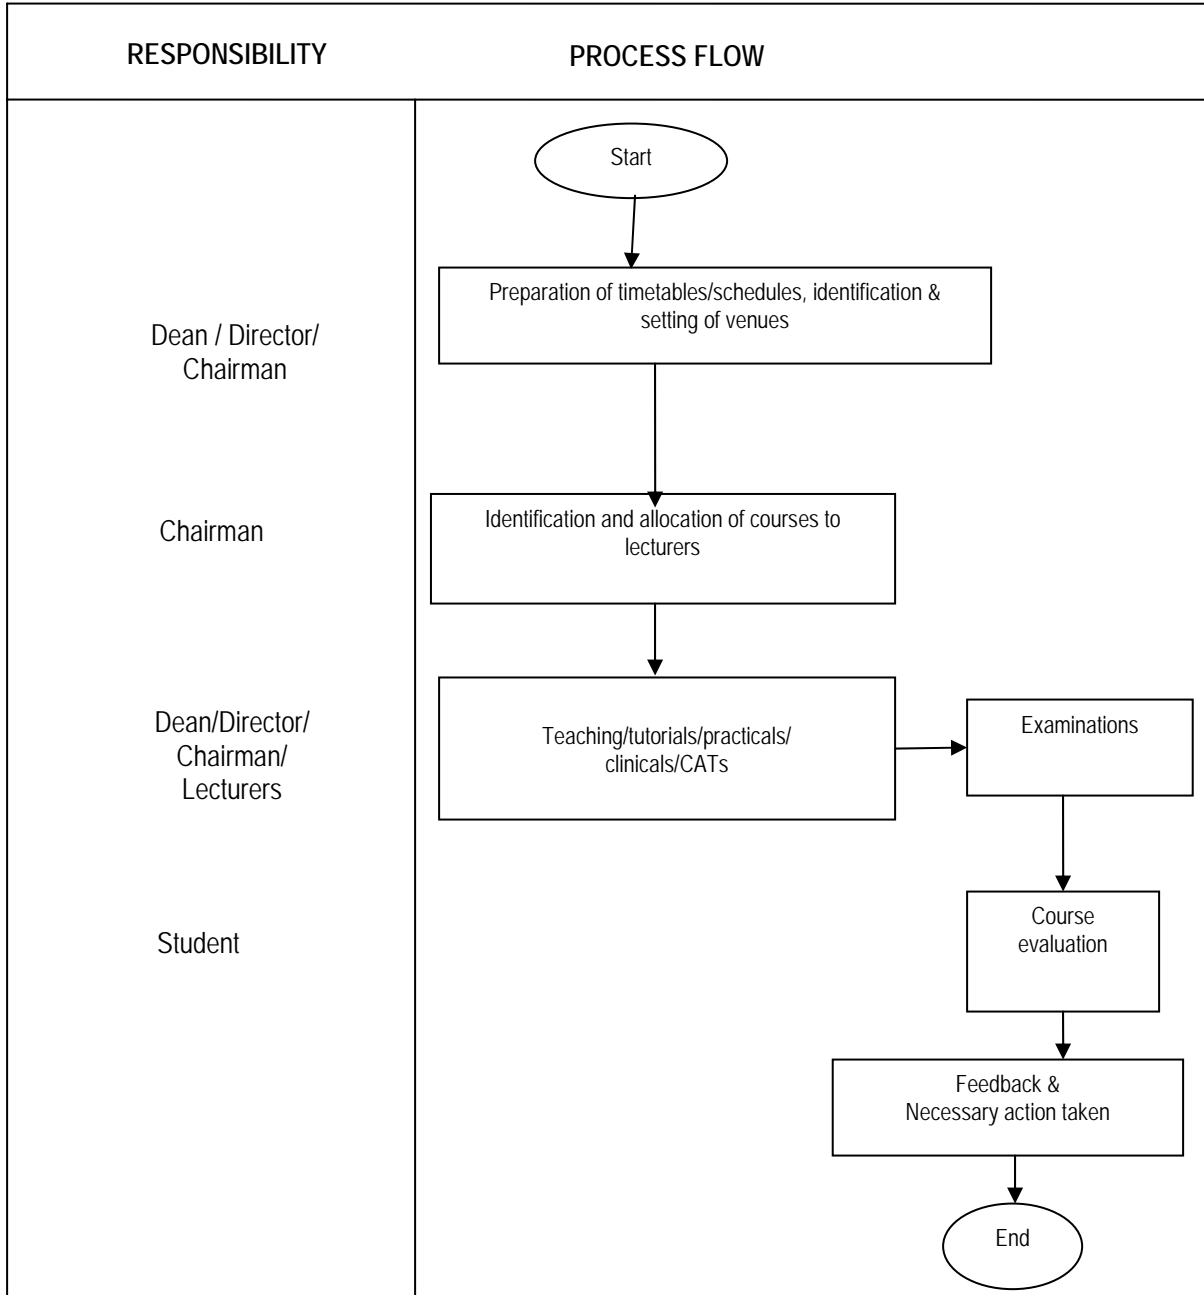 RESPONSIBILITY
PROCESS FLOW
Start
Dean / Director/
Chairman
Preparation of timetables/schedules, identification &
setting of venues
Chairman
Identification and allocation of courses to
lecturers
Dean/Director/
Chairman/
Lecturers
Teaching/tutorials/practicals/
clinicals/CATs
Examinations
Student
Course
evaluation
Feedback &
Necessary action taken
End